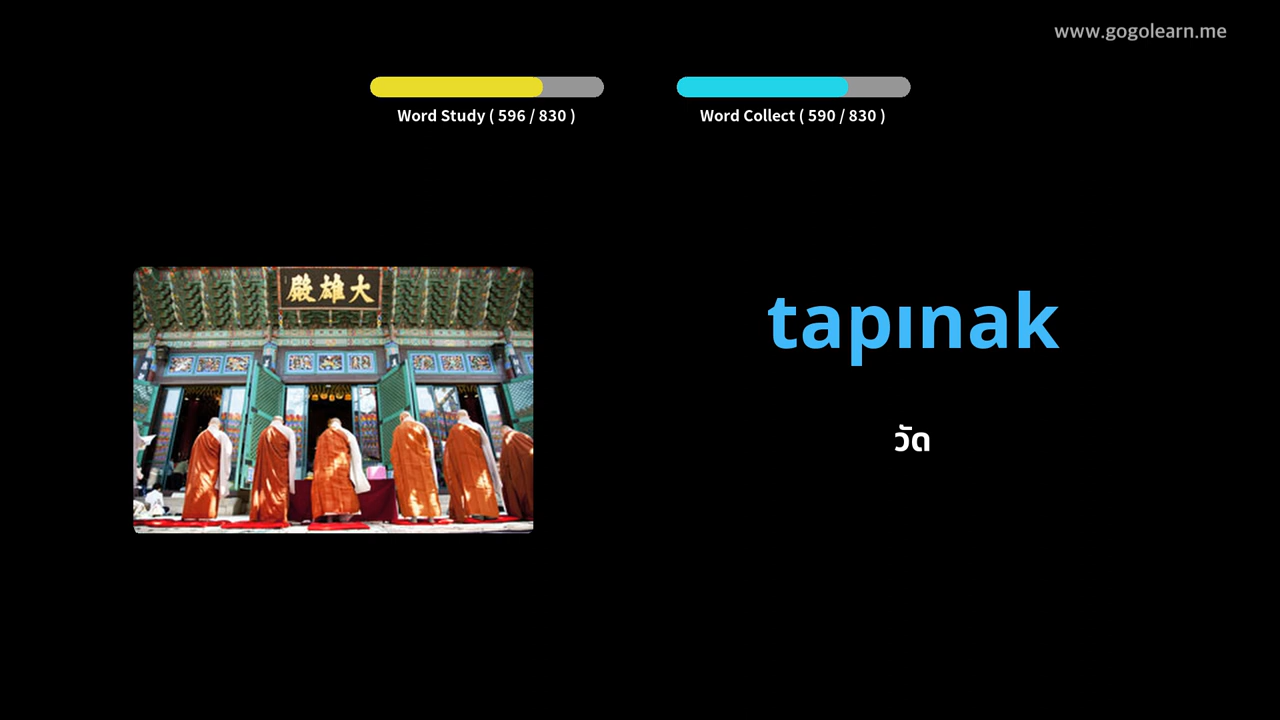 www.gogolearn.me
Word Study ( 596 / 830 )
Word Collect ( 590 / 830 )
殿雄大
tapınak
วัด